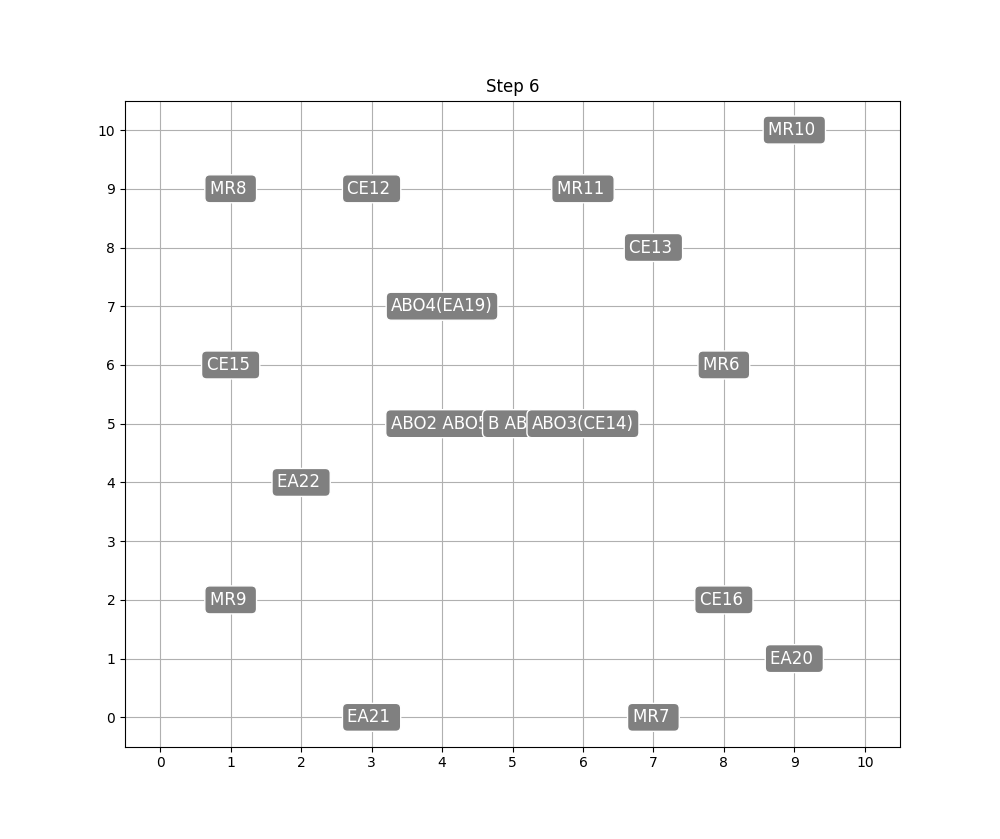 Step 6
10 MR10
9 MR8 CE12 MR11
8 CE13
7 ABO4(EA19)
6 CE15 MR6
5 ABO2 B ABO3(CE14)
4 EA22
3
2 MR9 CE16
1 EA20
0 EA21 MR7
0 1 2 3 4 5 6 7 8 9 10